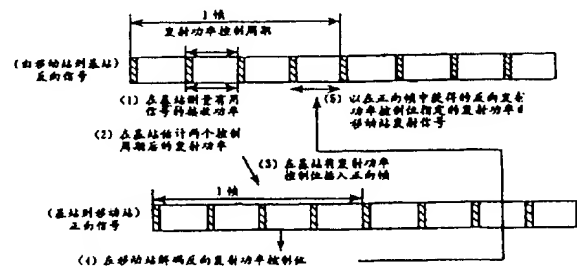 1 帧
发射功率控制周期
(由移动站到基站)
反向信号
(1) 在基站测量有用
信号的接收功率
(2) 在基站估计两个控制
周期后的发射功率
(3) 在基站将发射功率
控制位插入正向帧
(5) 以在正向帧中获得的反向发射
功率控制位指定的发射功率由
移动站发射信号
1 帧
(基站到移动站)
正向信号
(4) 在移动站解码反向发射功率控制位